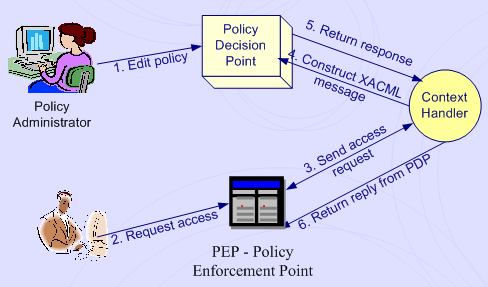 Policy
Decision
Point
5. Return response
1. Edit policy
4. Construct XACML
message
Policy
Administrator
Context
Handler
3. Send access
request
2. Request access
6. Return reply from PDP
PEP - Policy
Enforcement Point